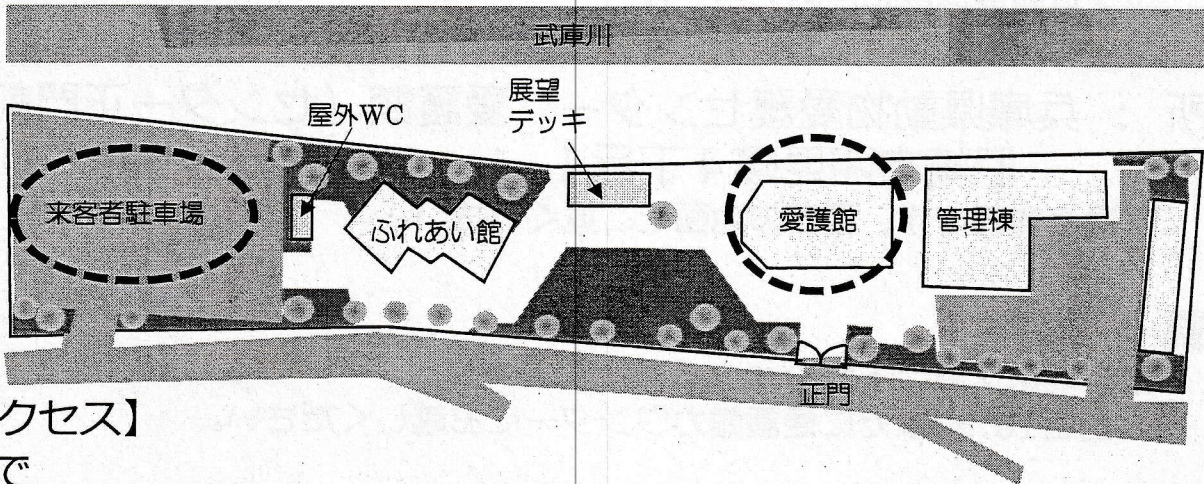 武庫川
屋外WC
展望
デッキ
来客者駐車場
ふれあい館
愛護館
管理棟
正門
クセス】
で